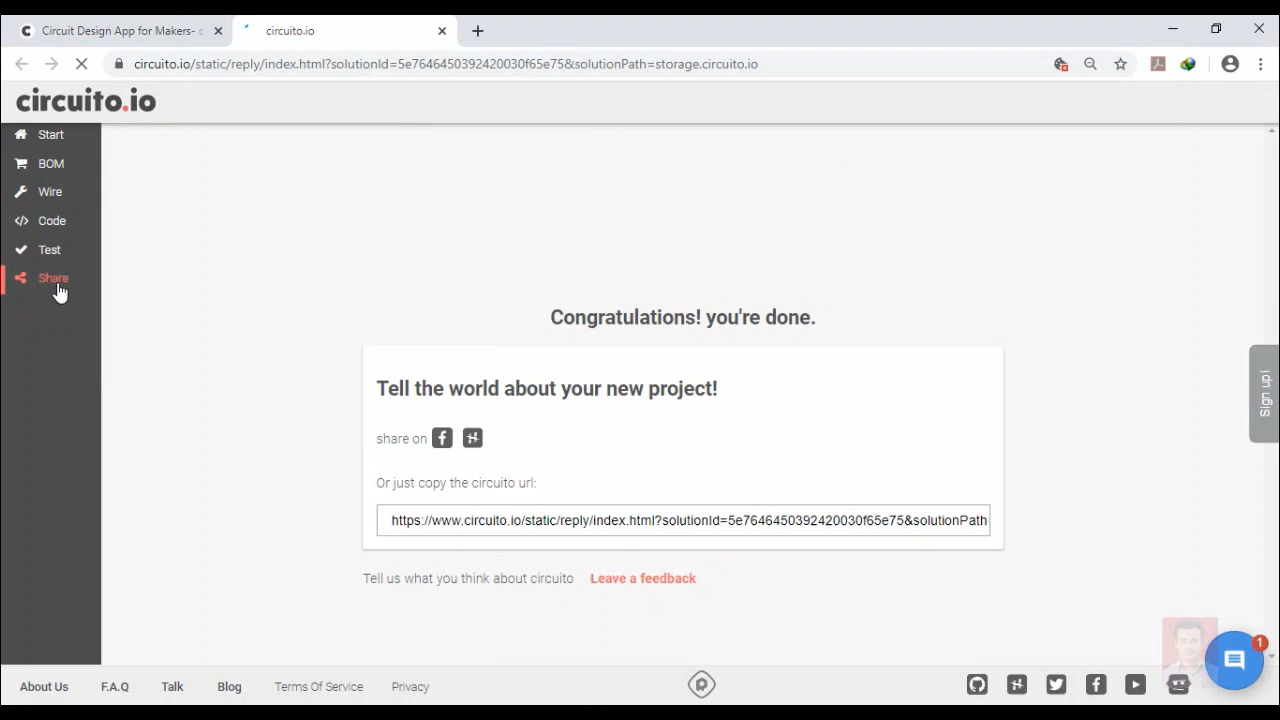 Circuit Design App for Makers- c
circuito.io
circuito.io/static/reply/index.html?solutionId=5e7646450392420030f65e75&solutionPath=storage.circuito.io
circuito.io
Start
BOM
Wire
Code
Test
Share
Congratulations! you're done.
Tell the world about your new project!
share on
Or just copy the circuito url:
https://www.circuito.io/static/reply/index.html?solutionId=5e7646450392420030f65e75&solutionPath
Tell us what you think about circuito Leave a feedback
Sign up!
1
About Us F.A.Q Talk Blog Terms Of Service Privacy